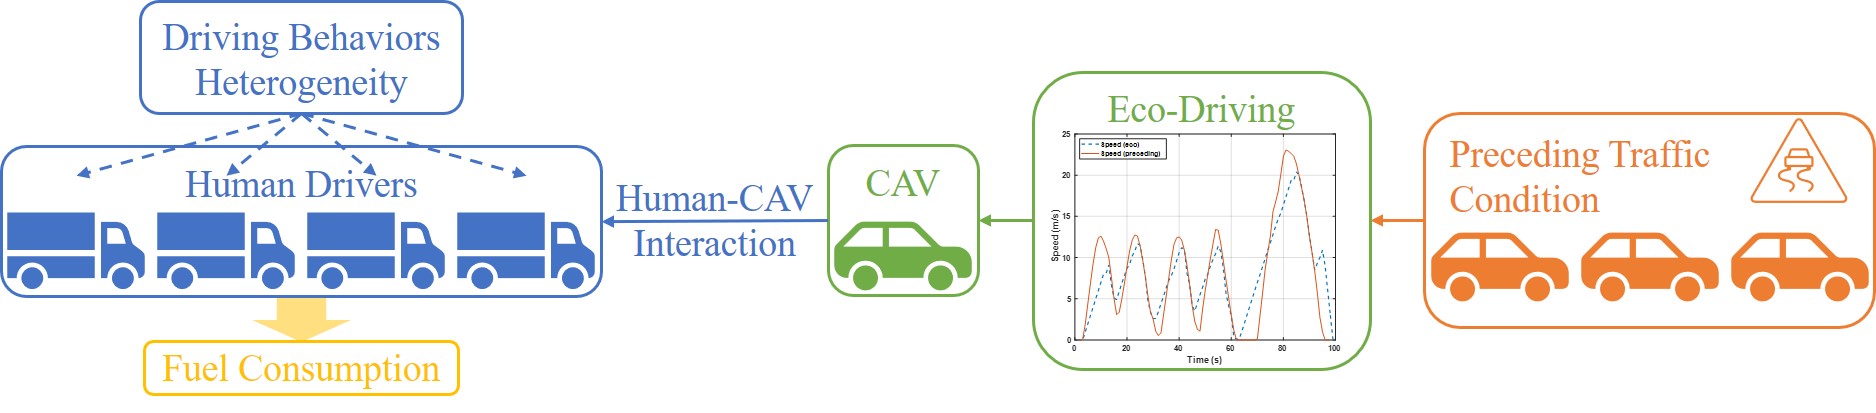 Driving Behaviors
Heterogeneity
Human Drivers
Fuel Consumption
Human-CAV
Interaction
CAV
Eco-Driving
Speed (eco)
Speed (preceding)
Speed (m/s)
25
20
15
10
5
0
0 20 40 60 80 100
Time (s)
Preceding Traffic
Condition